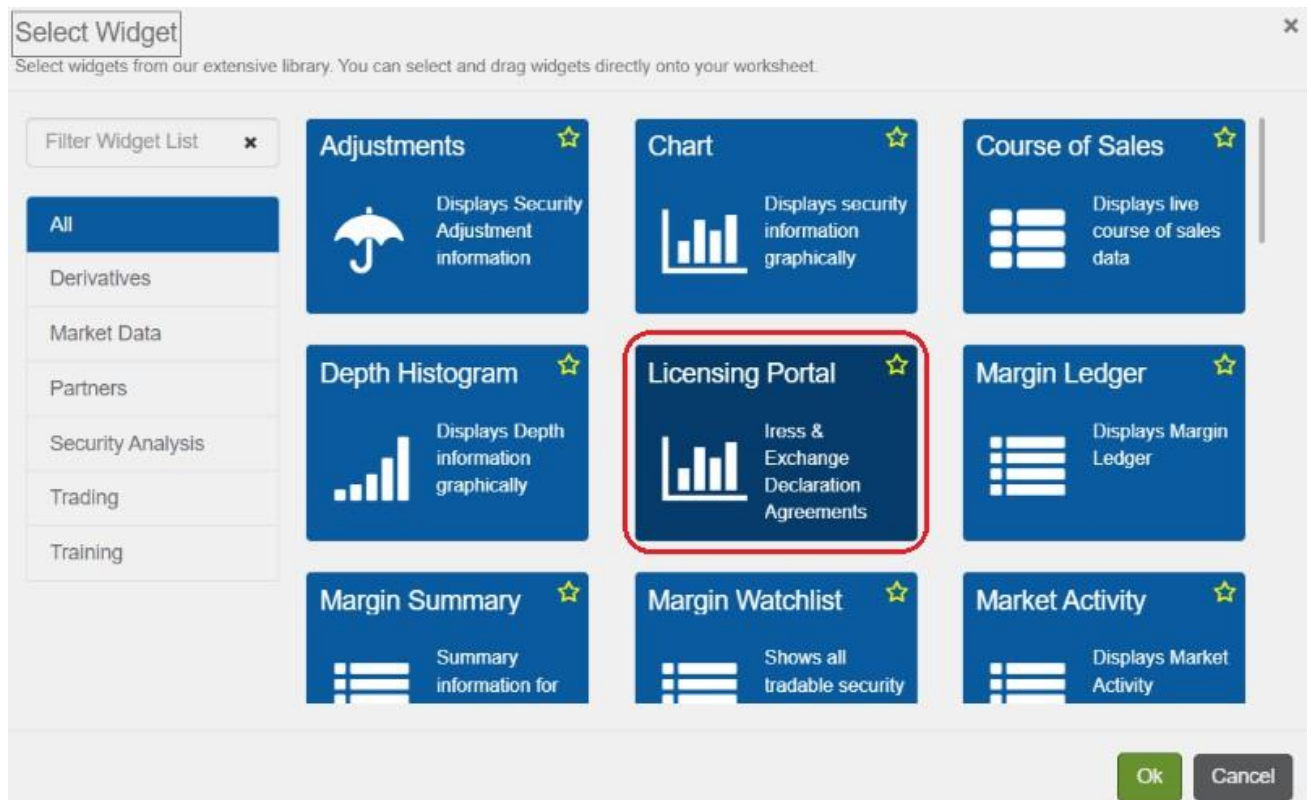 Select Widget
Select widgets from our extensive library. You can select and drag widgets directly onto your worksheet.
Filter Widget List
All
Derivatives
Market Data
Partners
Security Analysis
Trading
Training
Adjustments
Displays Security
Adjustment
information
Chart
Displays security
information
graphically
Course of Sales
Displays live
course of sales
data
Depth Histogram
Displays Depth
information
graphically
Licensing Portal
Iress &
Exchange
Declaration
Agreements
Margin Ledger
Displays Margin
Ledger
Margin Summary
Summary
information for
Margin Watchlist
Shows all
tradable security
Market Activity
Displays Market
Activity
Ok
Cancel